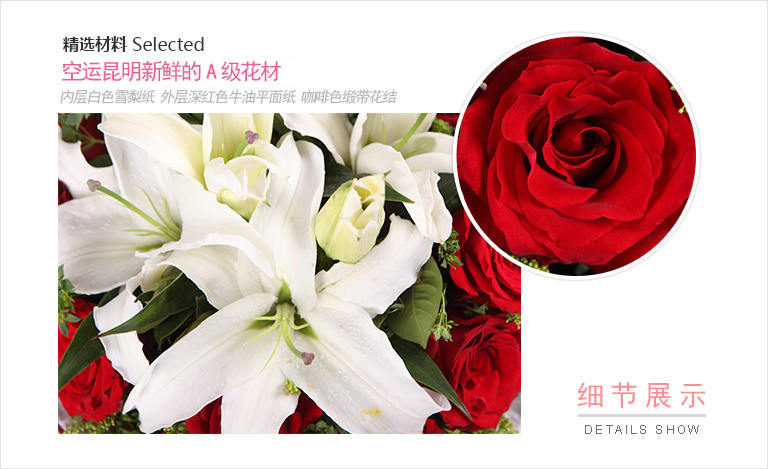 精选材料 Selected
空运昆明新鲜的 A 级花材
内层白色雪梨纸 外层深红色牛油平面纸 咖啡色缎带花结
细节展示
DETAILS SHOW